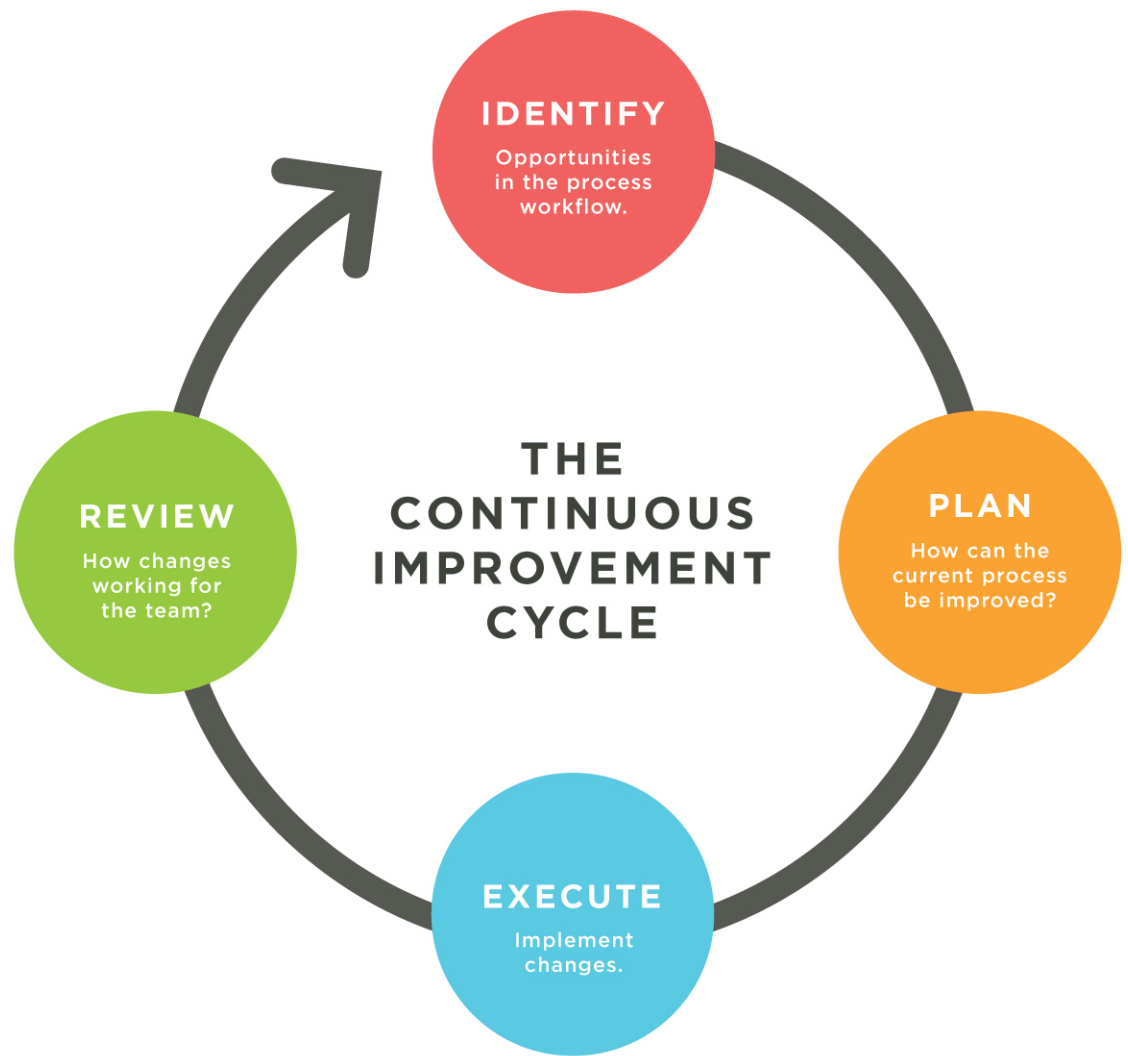 IDENTIFY
Opportunities
in the process
workflow.
PLAN
How can the
current process
be improved?
EXECUTE
Implement
changes.
REVIEW
How changes
working for
the team?
THE
CONTINUOUS
IMPROVEMENT
CYCLE